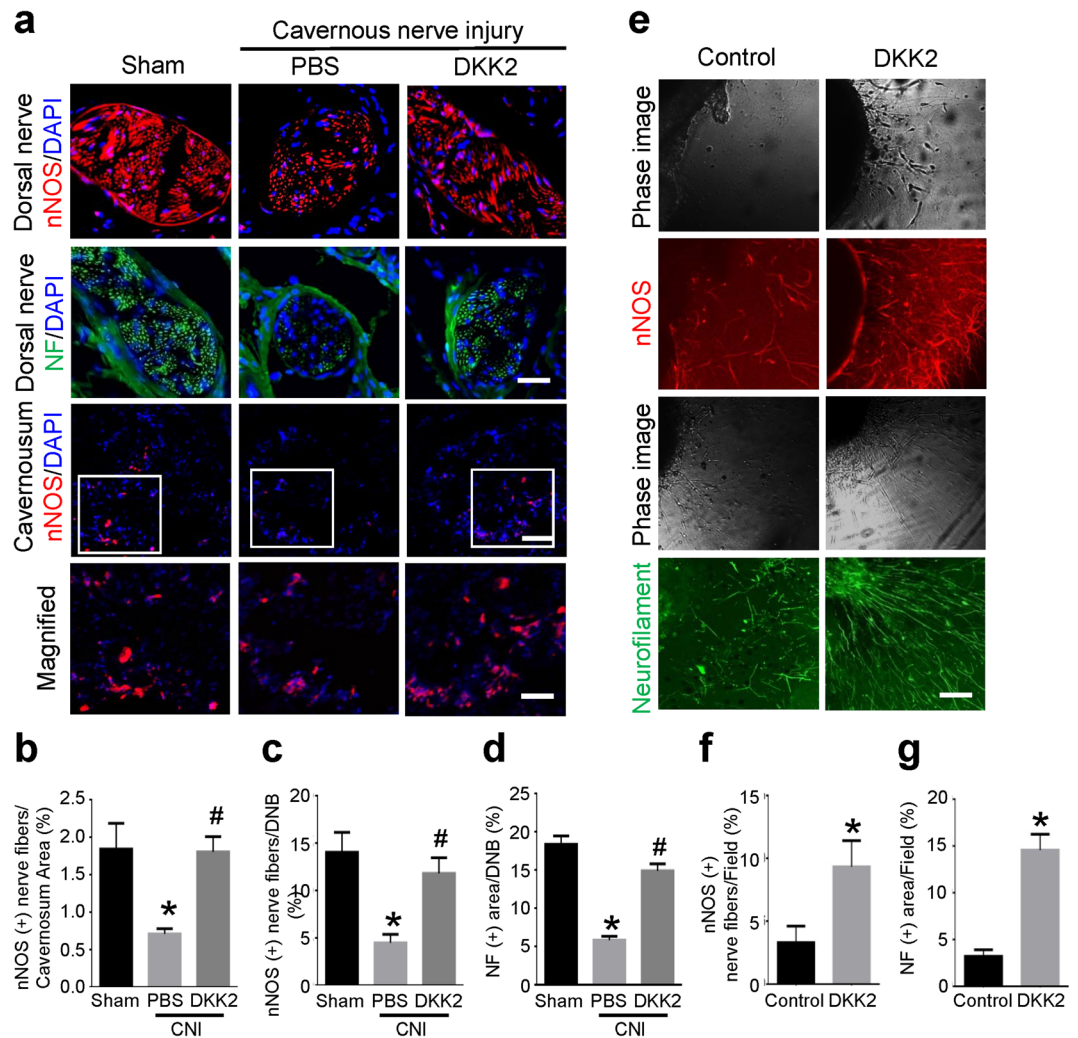 a
Cavernous nerve injury
Sham
PBS
DKK2
Dorsal nerve
nNOS/DAPI
Dorsal nerve
NF/DAPI
Cavernousum
nNOS/DAPI
Magnified
e
Control
DKK2
Phase image
nNOS
Phase image
Neurofilament
b
nNOS (+) nerve fibers/
Cavernosum Area (%)
2.5
2.0
1.5
1.0
0.5
0.0
*
#
Sham PBS DKK2
CNI
c
nNOS (+) nerve fibers/DNB
(%)
20
15
10
5
0
*
#
Sham PBS DKK2
CNI
d
NF (+) area/DNB (%)
25
20
15
10
5
0
*
#
Sham PBS DKK2
CNI
f
nNOS (+)
nerve fibers/Field (%)
15
10
5
0
*
Control DKK2
g
NF (+) area/Field (%)
20
15
10
5
0
*
Control DKK2